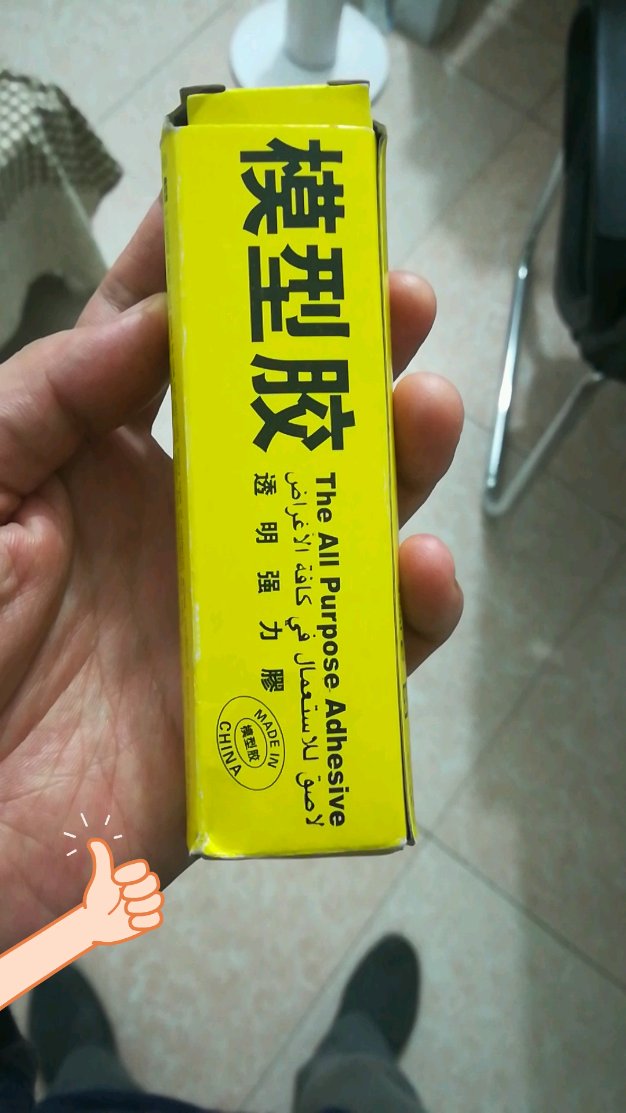 模型胶
The All Purpose Adhesive
لاصق للاستعمال في كافة الأغراض
透明强力膠
MADE IN
模型胶
CHINA